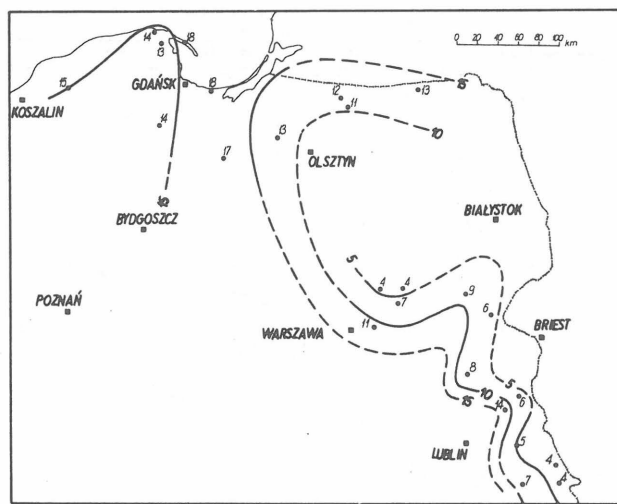 14
18
0 20 40 60 80 100
km
13
15
GDAŃSK
18
15
13
KOSZALIN
12
11
14
10
13
17
OLSZTYN
BIAŁYSTOK
BYDGOSZCZ
5
4
4
9
7
POZNAŃ
6
11
WARSZAWA
BRIEST
8
5
10
6
15
14
LUBLIN
5
4
7
4